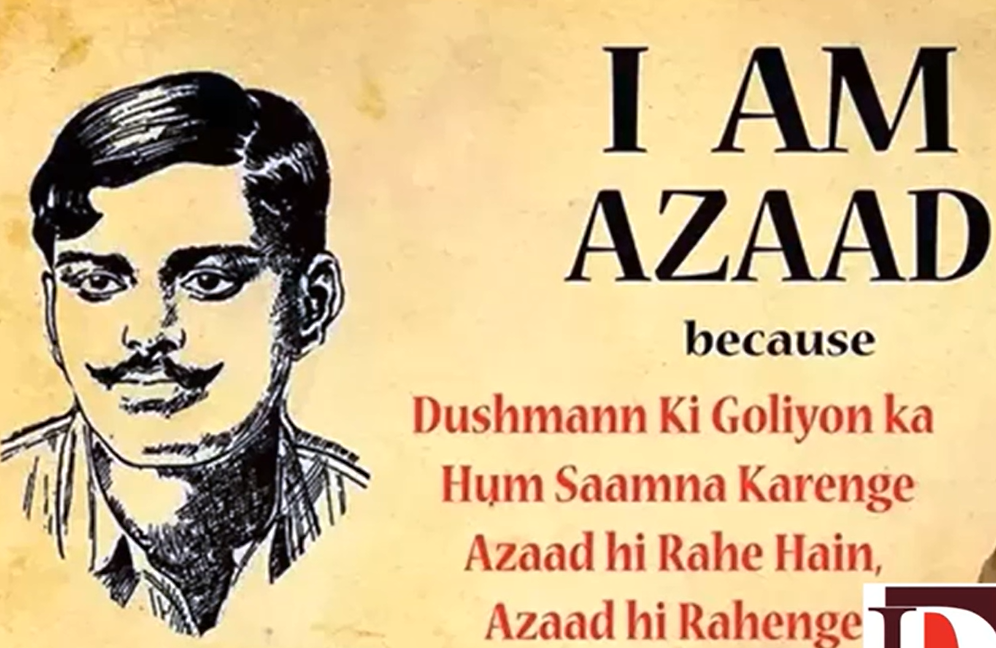 I AM
AZAAD
because
Dushmann Ki Goliyon ka
Hum Saamna Karenge
Azaad hi Rahe Hain,
Azaad hi Rahenge